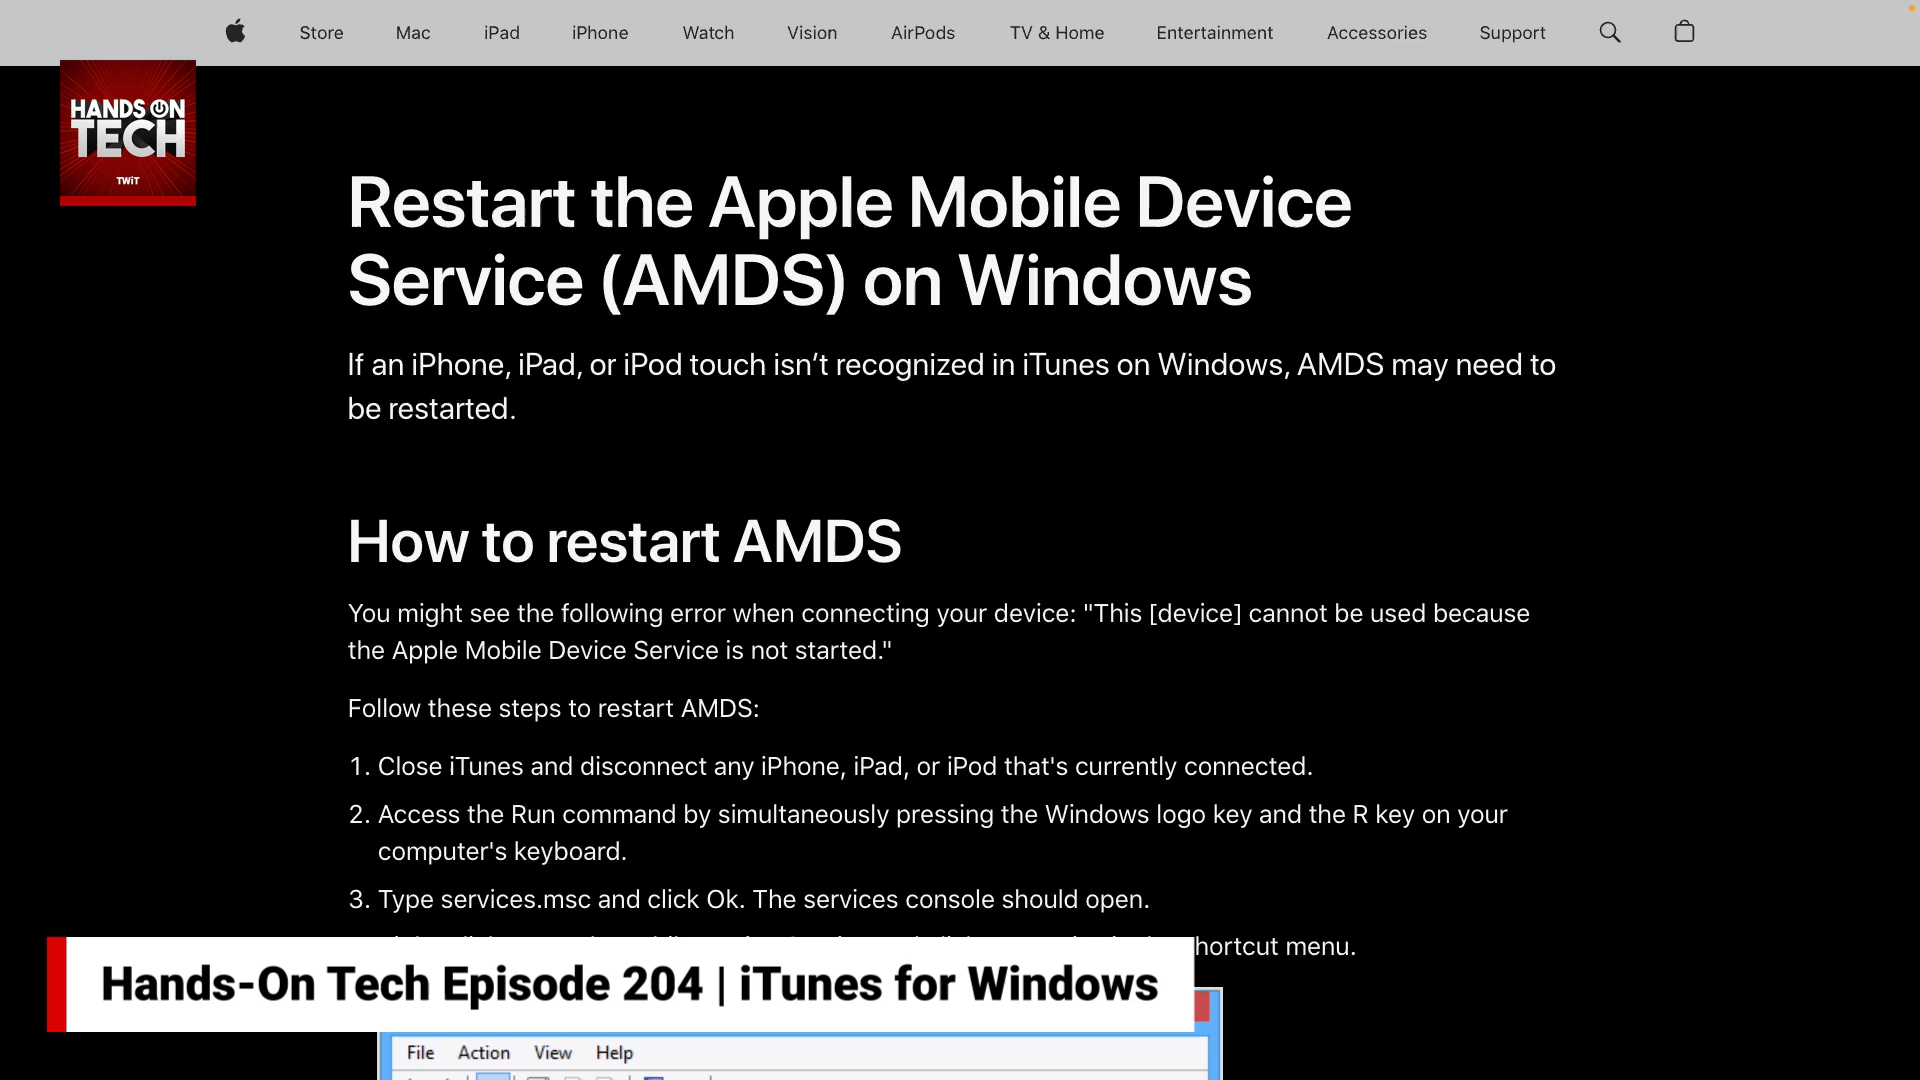 Store Mac iPad iPhone Watch Vision AirPods TV & Home Entertainment Accessories Support
HANDS ON
TECH
TWiT
Restart the Apple Mobile Device
Service (AMDS) on Windows
If an iPhone, iPad, or iPod touch isn’t recognized in iTunes on Windows, AMDS may need to
be restarted.
How to restart AMDS
You might see the following error when connecting your device: "This [device] cannot be used because
the Apple Mobile Device Service is not started."
Follow these steps to restart AMDS:
1. Close iTunes and disconnect any iPhone, iPad, or iPod that's currently connected.
2. Access the Run command by simultaneously pressing the Windows logo key and the R key on your
computer's keyboard.
3. Type services.msc and click Ok. The services console should open.
hortcut menu.
Hands-On Tech Episode 204 | iTunes for Windows
File Action View Help